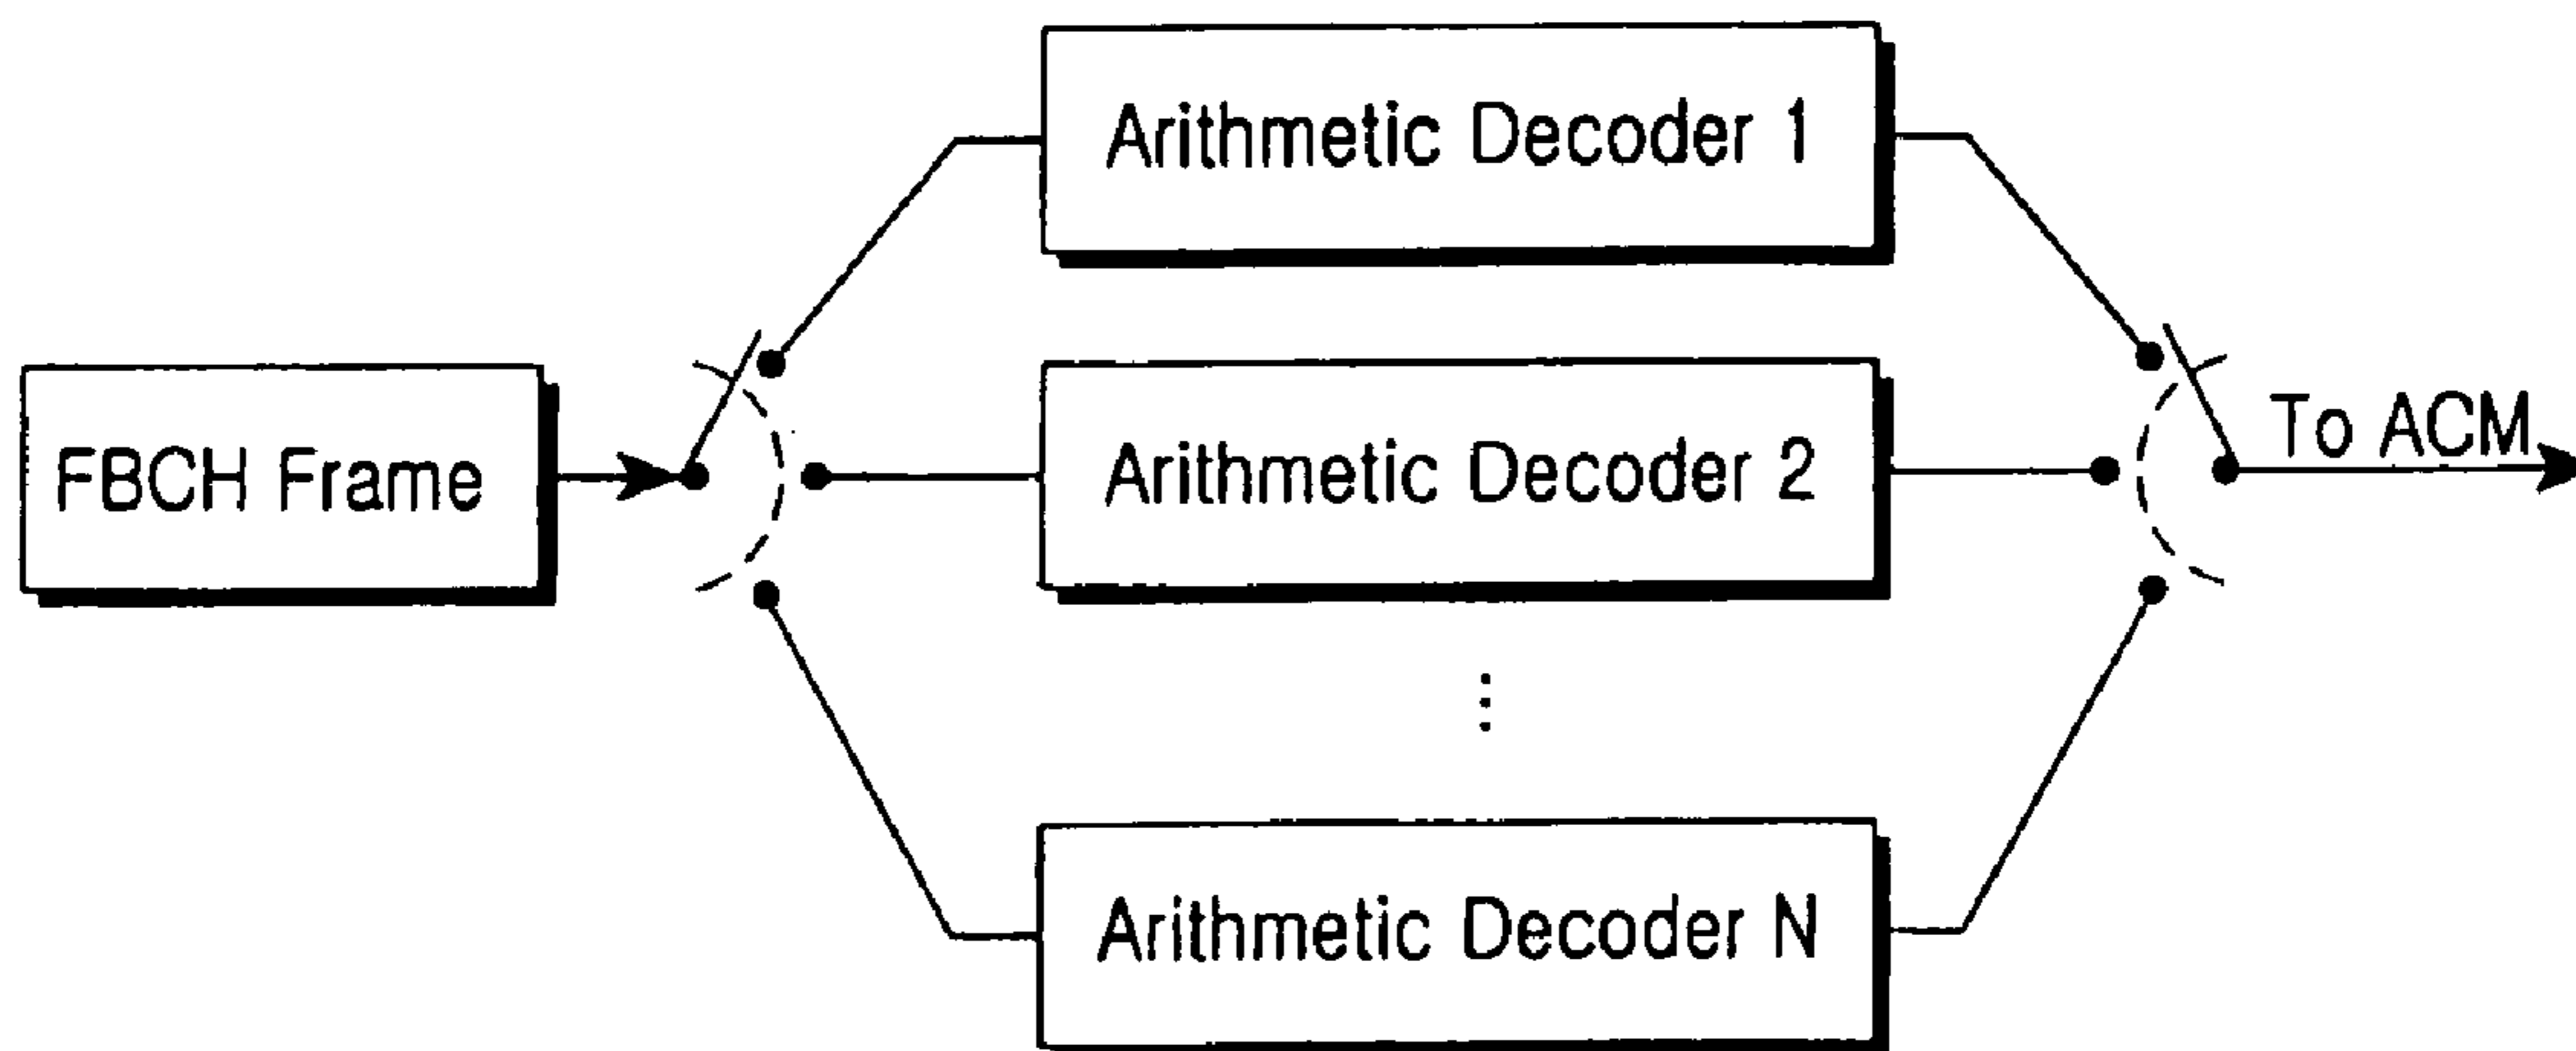 Arithmetic Decoder 1
FBCH Frame
Arithmetic Decoder 2
To ACM
Arithmetic Decoder N